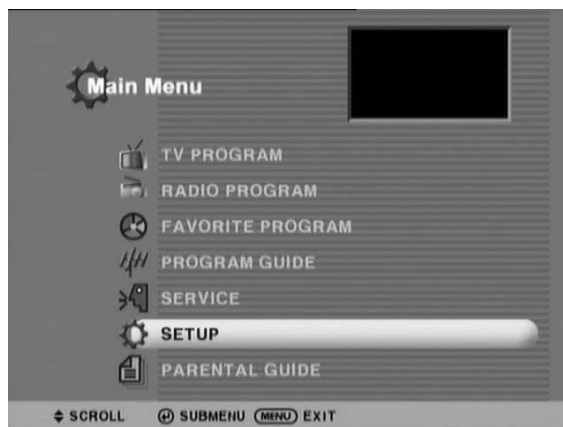 Main Menu
TV PROGRAM
RADIO PROGRAM
FAVORITE PROGRAM
PROGRAM GUIDE
SERVICE
SETUP
PARENTAL GUIDE
SCROLL SUBMENU MENU EXIT